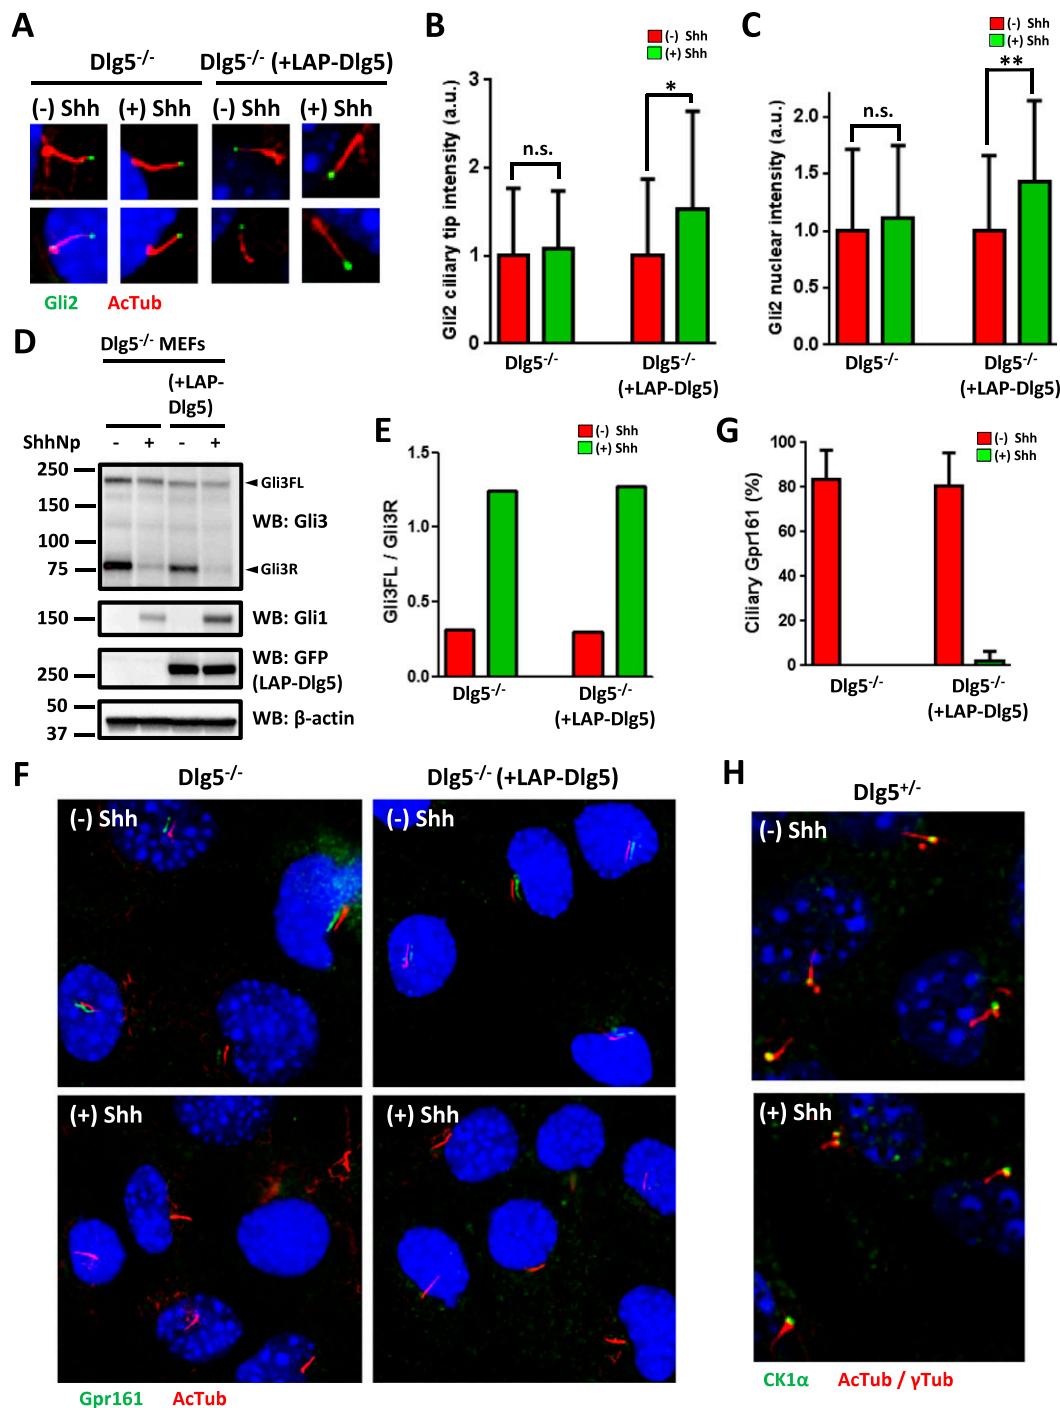 A
Dlg5-/-
Dlg5-/- (+LAP-Dlg5)
(-) Shh
(+) Shh
(-) Shh
(+) Shh
Gli2
AcTub
B
(-) Shh
(+) Shh
Gli2 ciliary tip intensity (a.u.)
3
2
1
0
n.s.
*
Dlg5-/-
Dlg5-/-
(+LAP-Dlg5)
C
(-) Shh
(+) Shh
Gli2 nuclear intensity (a.u.)
2.0
1.5
1.0
0.5
0.0
n.s.
**
Dlg5-/-
Dlg5-/-
(+LAP-Dlg5)
D
Dlg5-/- MEFs
(+LAP-
Dlg5)
ShhNp - + - +
250
150
100
75
Gli3FL
WB: Gli3
Gli3R
150
WB: Gli1
250
WB: GFP
(LAP-Dlg5)
50
37
WB: β-actin
E
(-) Shh
(+) Shh
Gli3FL / Gli3R
1.5
1.0
0.5
0.0
Dlg5-/-
Dlg5-/-
(+LAP-Dlg5)
G
(-) Shh
(+) Shh
Ciliary Gpr161 (%)
100
80
60
40
20
0
Dlg5-/-
Dlg5-/-
(+LAP-Dlg5)
F
Dlg5-/-
Dlg5-/- (+LAP-Dlg5)
(-) Shh
(-) Shh
(+) Shh
(+) Shh
Gpr161
AcTub
H
Dlg5+/-
(-) Shh
(+) Shh
CK1α
AcTub / γTub